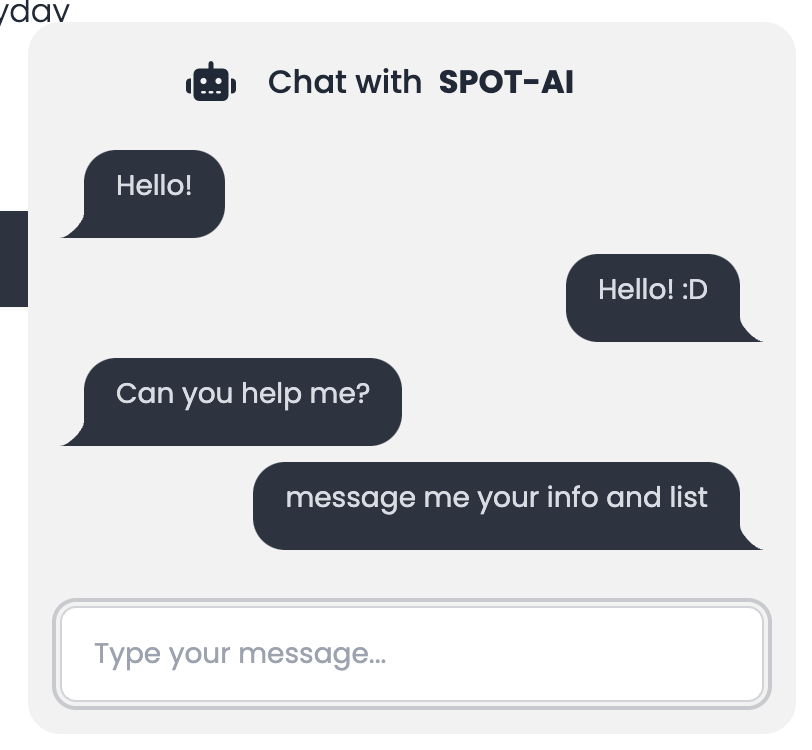 ydav
Chat with SPOT-AI
Hello!
Hello! :D
Can you help me?
message me your info and list
Type your message...